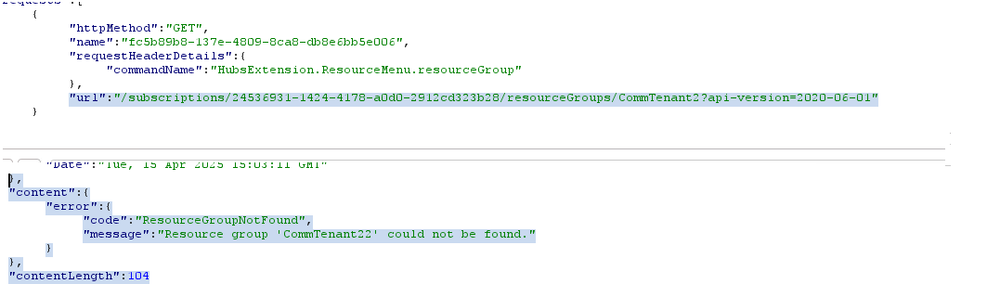 {
"httpMethod":"GET",
"name":"fc5b89b8-137e-4809-8ca8-db8e6bb5e006",
"requestHeaderDetails":{
"commandName":"HubsExtension.ResourceMenu.resourceGroup"
},
"url":"/subscriptions/24536931-1424-4178-a0d0-2912cd323b28/resourceGroups/CommTenant2?api-version=2020-06-01"
}
"Date":"Tue, 15 Apr 2025 15:03:11 GMT"
},
"content":{
"error":{
"code":"ResourceGroupNotFound",
"message":"Resource group 'CommTenant22' could not be found."
}
},
"contentLength":104